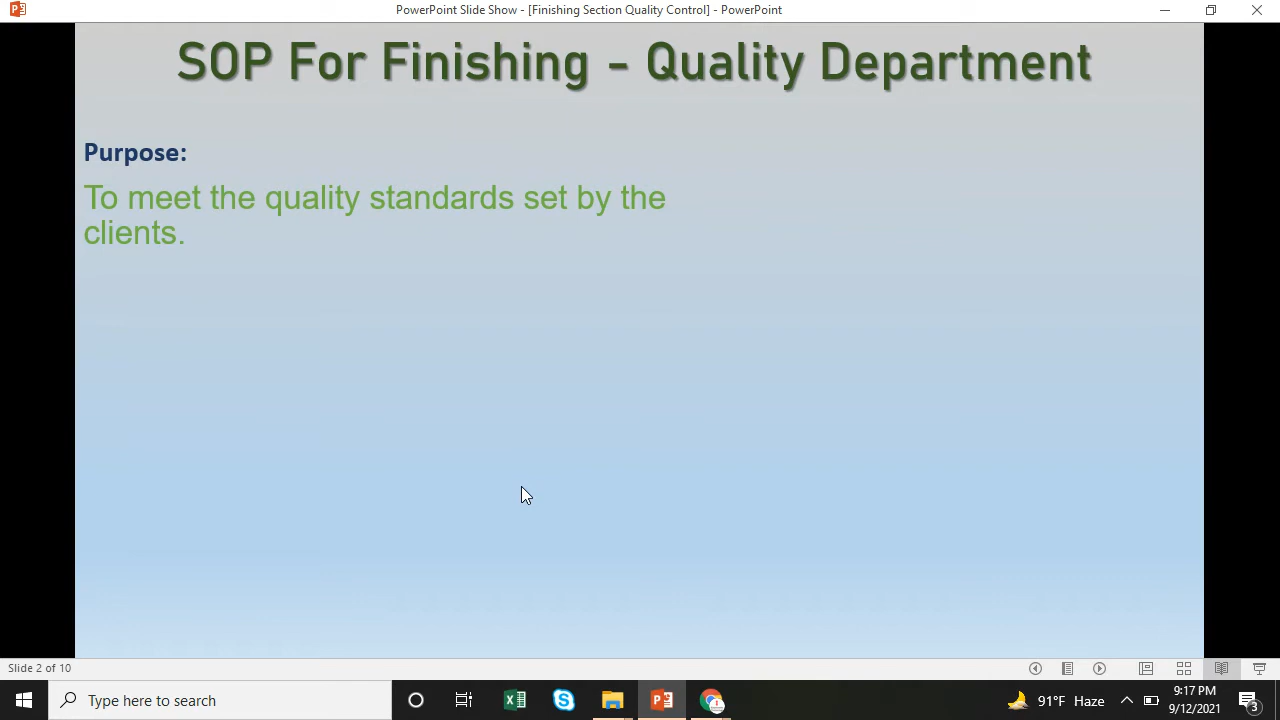 PowerPoint Slide Show - [Finishing Section Quality Control] - PowerPoint
SOP For Finishing - Quality Department
Purpose:
To meet the quality standards set by the
clients.
Slide 2 of 10
Type here to search
91°F Haze
9:17 PM
9/12/2021
3